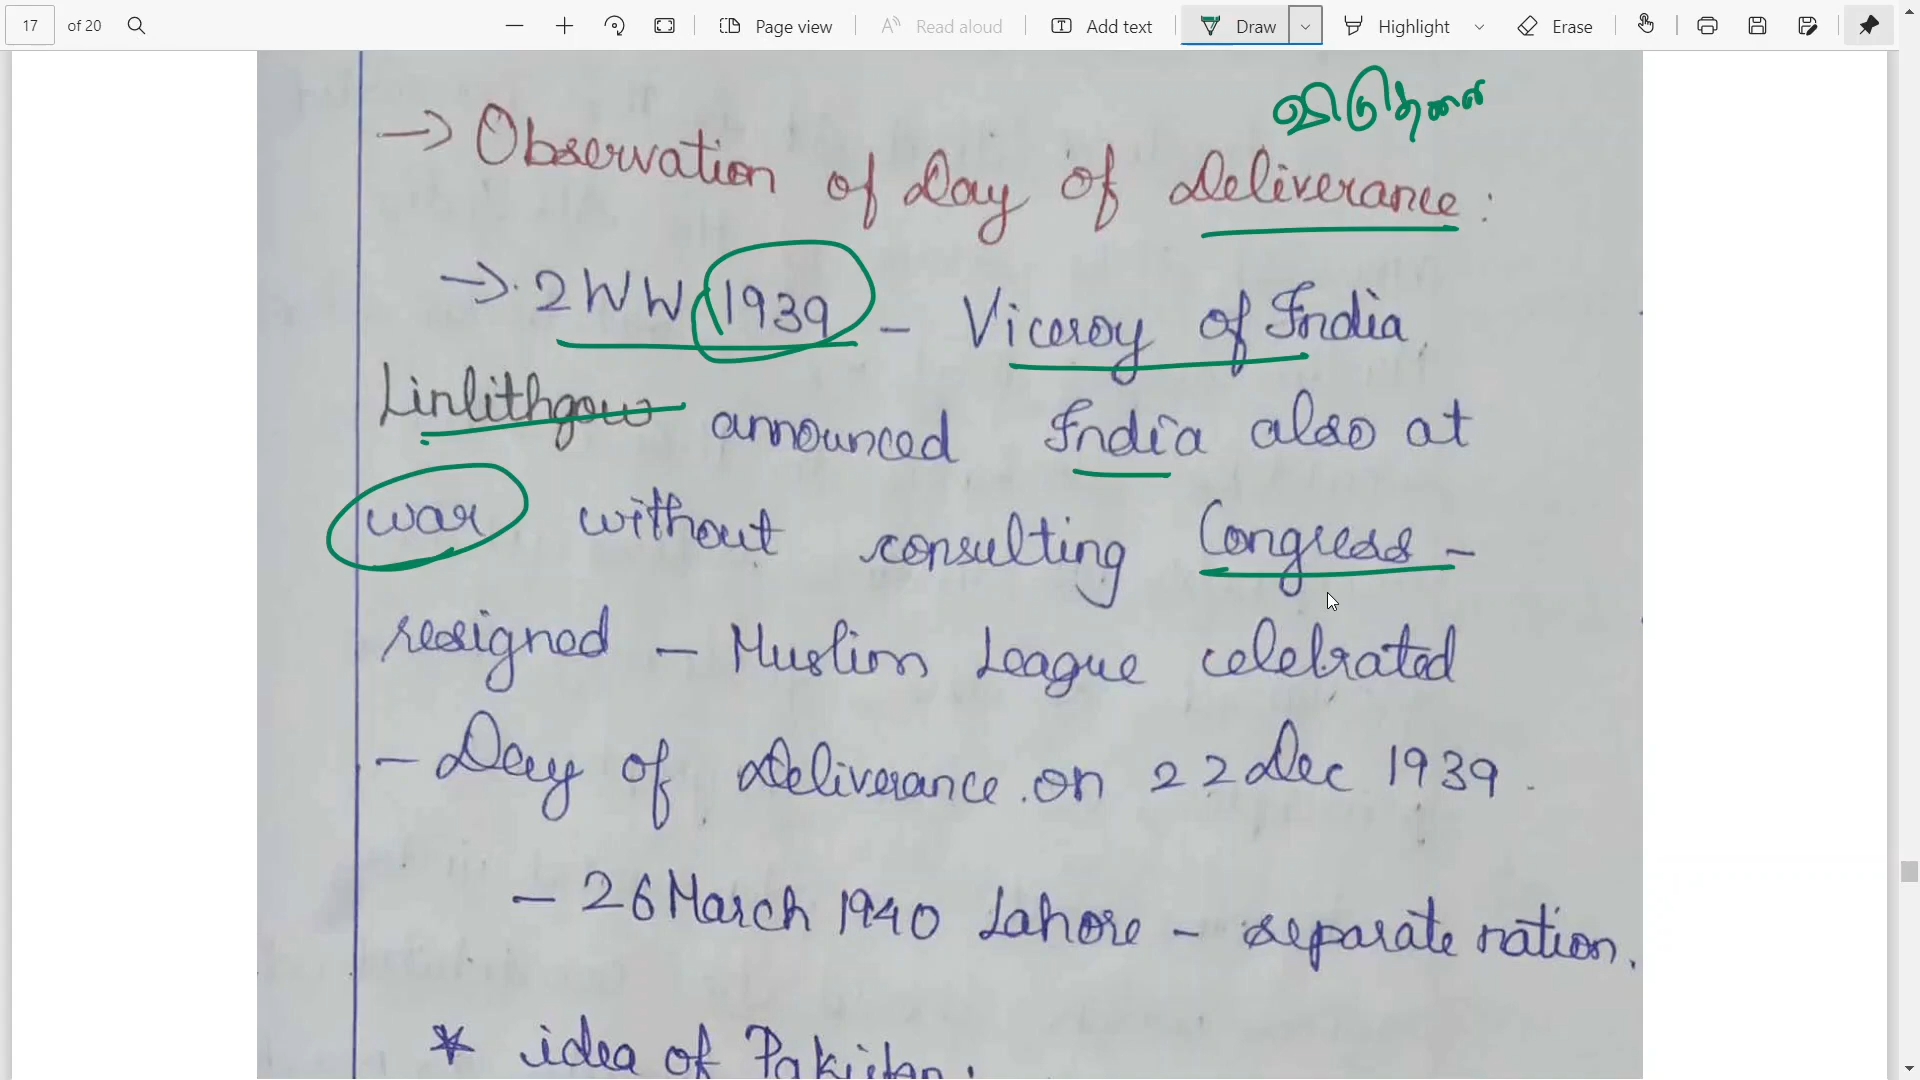 17 of 20 Page view Read aloud Add text Draw Highlight Erase
விடுதலை
→ Observation of Day of Deliverance :
→ 2WW 1939 - Viceroy of India
Linlithgow announced India also at
war without consulting Congress -
resigned - Muslim League celebrated
- Day of Deliverance on 22 Dec 1939 .
- 26 March 1940 Lahore - separate nation .
* idea of Pakistan :